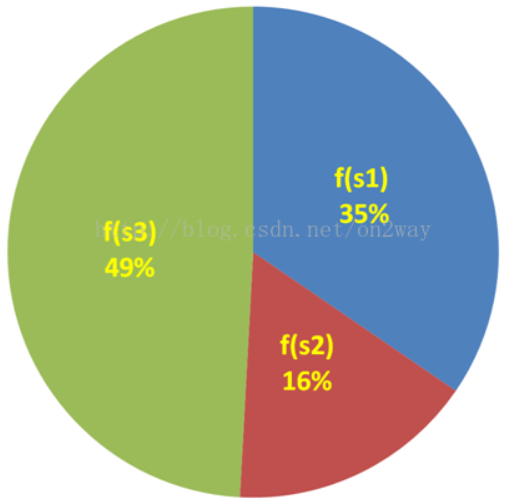 f(s1)
35%
f(s3)
49%
f(s2)
16%
http://blog.csdn.net/on2way